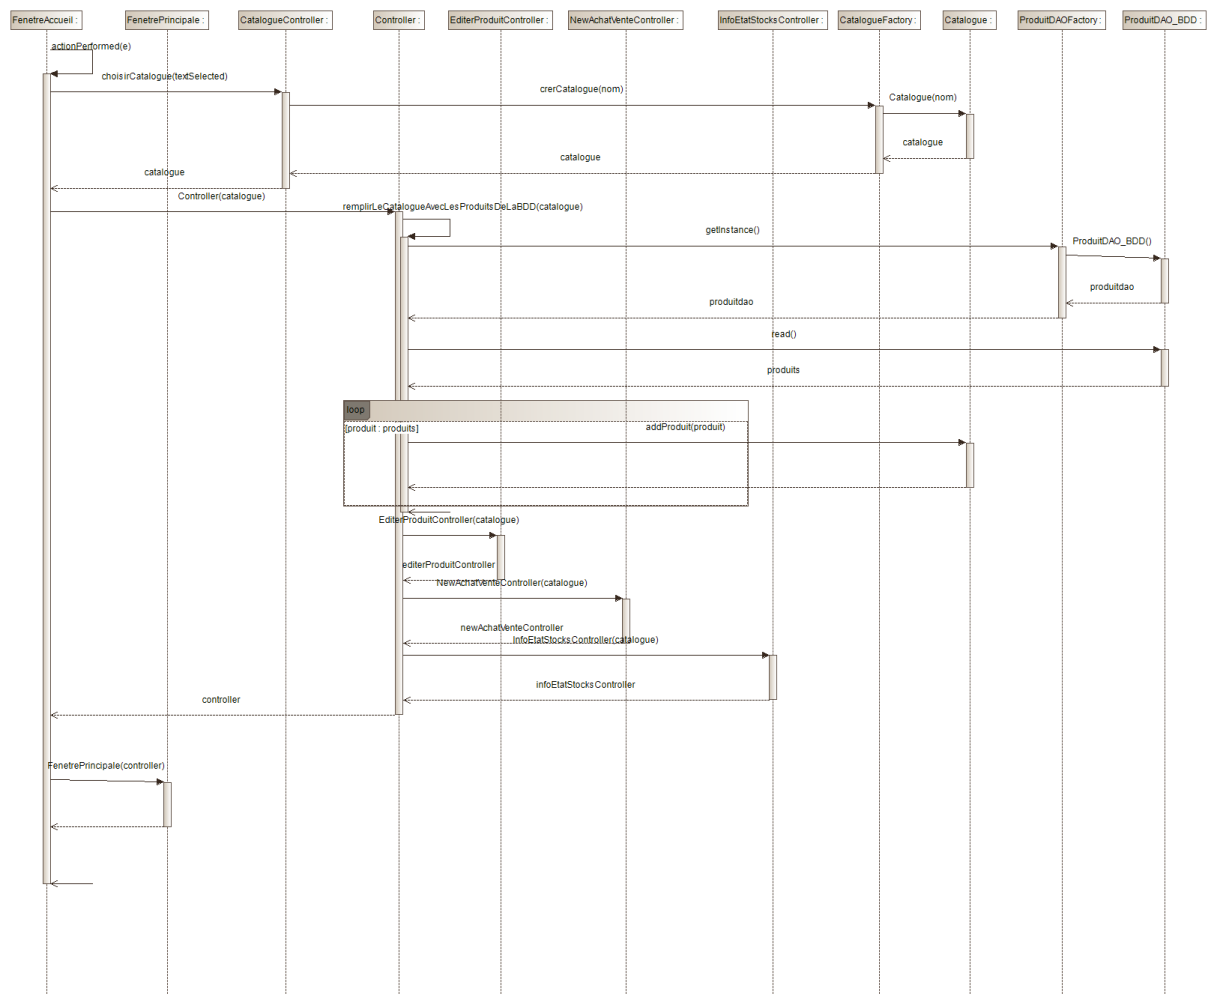 FenetreAccueil :
FenetrePrincipale :
CatalogueController :
Controller :
EditerProduitController :
NewAchatVenteController :
InfoEtatStocksController :
CatalogueFactory :
Catalogue :
ProduitDAOFactory :
ProduitDAO_BDD :
actionPerformed(e)
choisirCatalogue(textSelected)
crerCatalogue(nom)
Catalogue(nom)
catalogue
catalogue
catalogue
Controller(catalogue)
remplirLeCatalogueAvecLesProduitsDeLaBDD(catalogue)
getInstance()
ProduitDAO_BDD()
produitdao
produitdao
read()
produits
loop
[produit : produits]
addProduit(produit)
EditerProduitController(catalogue)
editerProduitController
NewAchatVenteController(catalogue)
newAchatVenteController
InfoEtatStocksController(catalogue)
infoEtatStocksController
controller
FenetrePrincipale(controller)